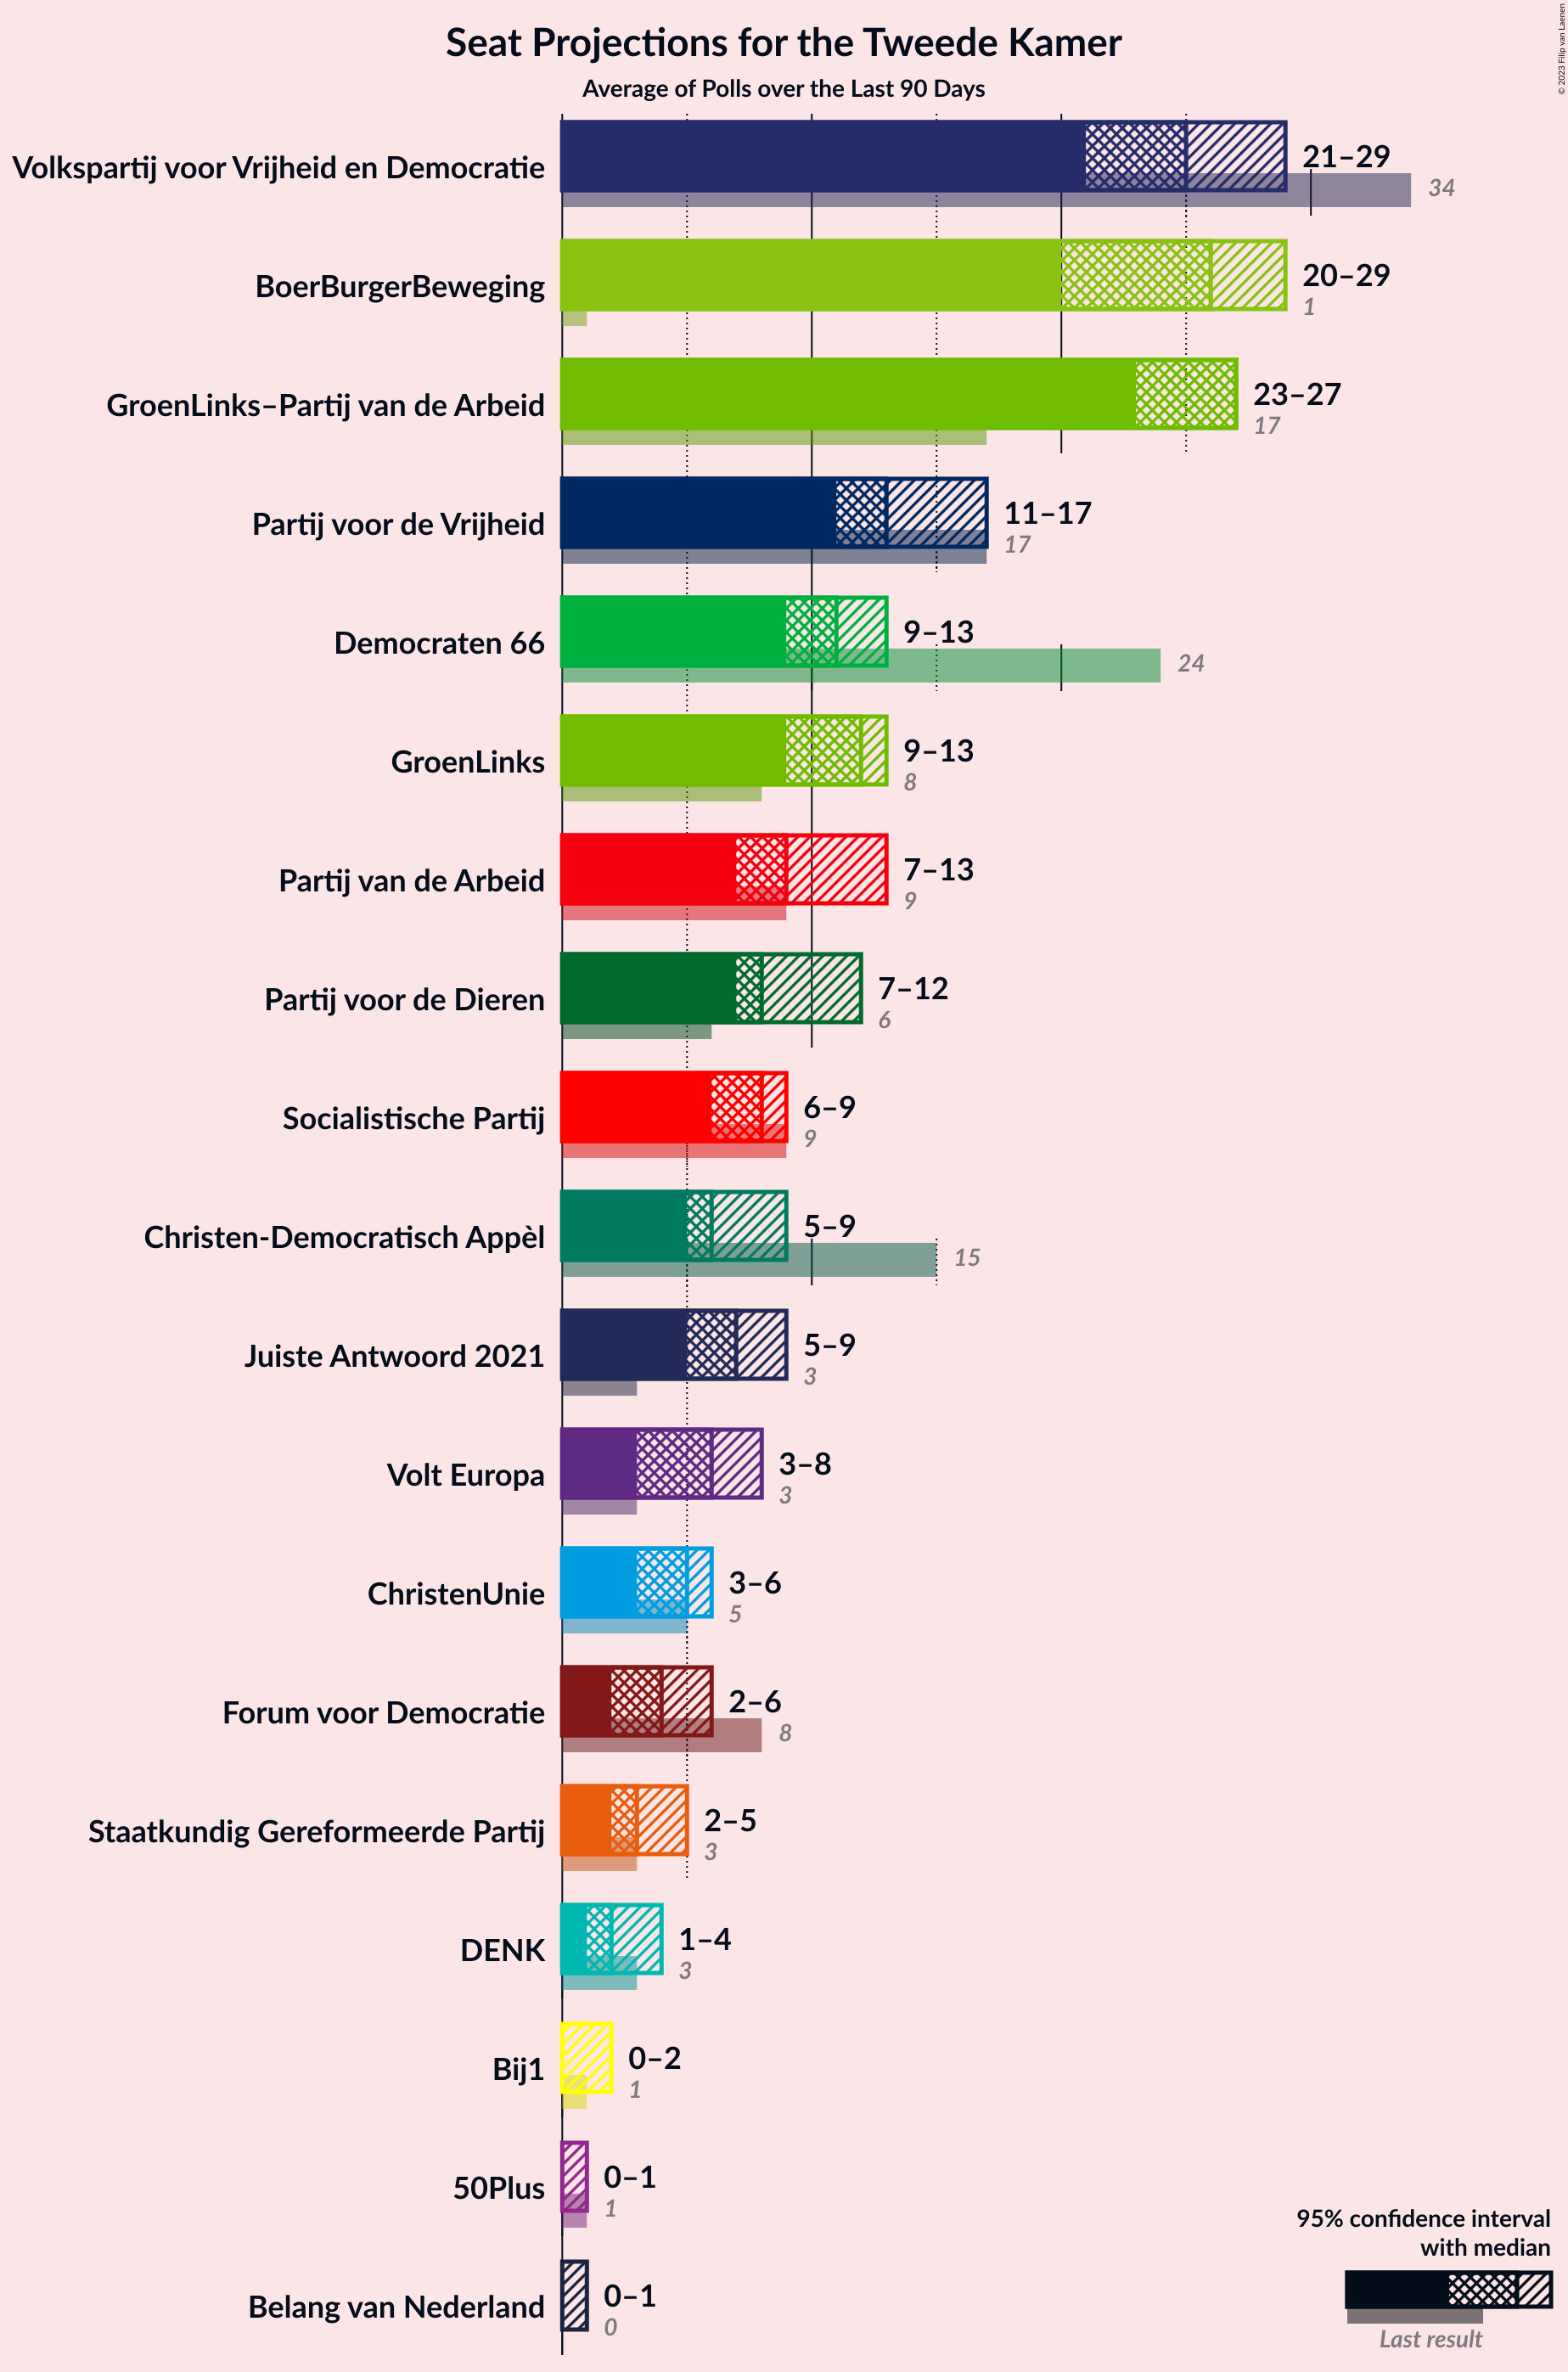 Seat Projections for the Tweede Kamer
Average of Polls over the Last 90 Days
© 2023 Filip van Laenen
Volkspartij voor Vrijheid en Democratie
21–29
34
BoerBurgerBeweging
20–29
1
GroenLinks–Partij van de Arbeid
23–27
17
Partij voor de Vrijheid
11–17
17
Democraten 66
9–13
24
GroenLinks
9–13
8
Partij van de Arbeid
7–13
9
Partij voor de Dieren
7–12
6
Socialistische Partij
6–9
9
Christen-Democratisch Appèl
5–9
15
Juiste Antwoord 2021
5–9
3
Volt Europa
3–8
3
ChristenUnie
3–6
5
Forum voor Democratie
2–6
8
Staatkundig Gereformeerde Partij
2–5
3
DENK
1–4
3
Bij1
0–2
1
50Plus
0–1
1
Belang van Nederland
0–1
0
95% confidence interval
with median
Last result